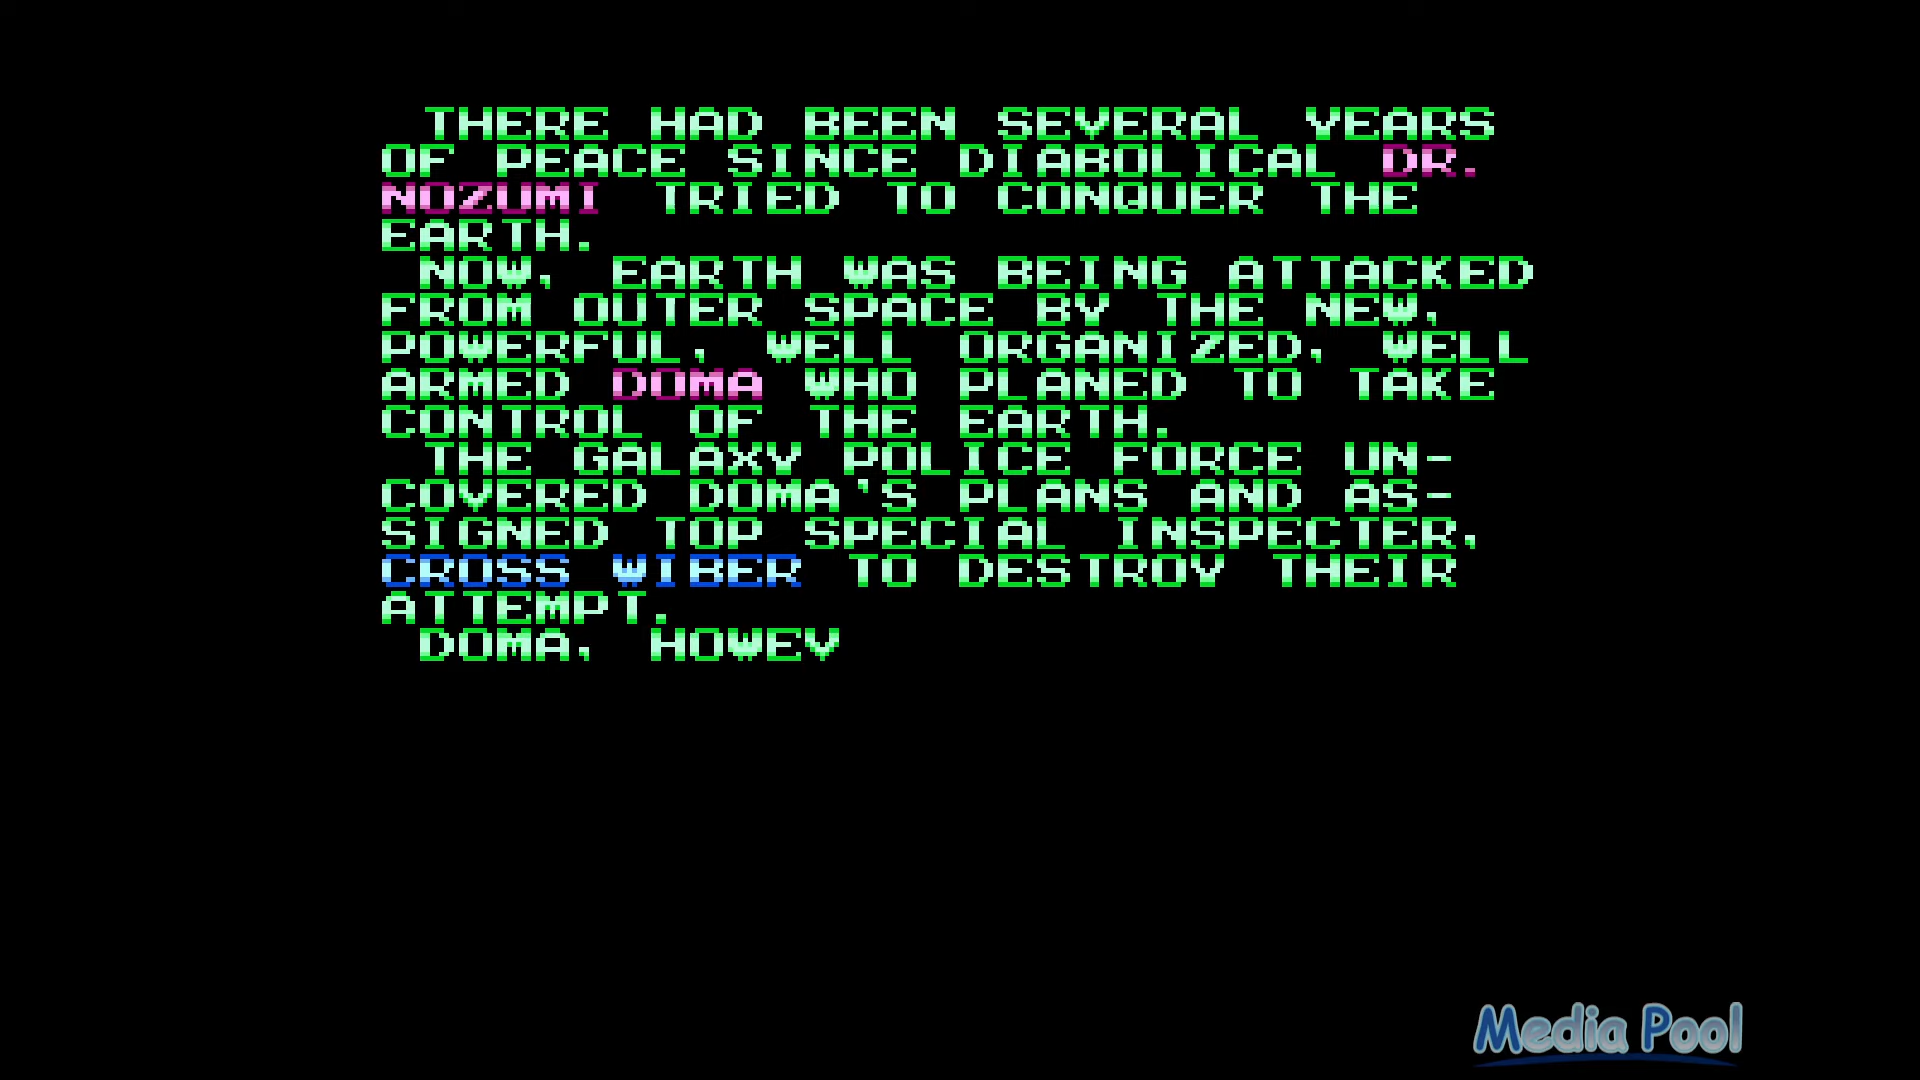 THERE HAD BEEN SEVERAL YEARS
OF PEACE SINCE DIABOLICAL DR.
NOZUMI TRIED TO CONQUER THE
EARTH.
NOW, EARTH WAS BEING ATTACKED
FROM OUTER SPACE BY THE NEW,
POWERFUL, WELL ORGANIZED, WELL
ARMED DOMA WHO PLANED TO TAKE
CONTROL OF THE EARTH.
THE GALAXY POLICE FORCE UN-
COVERED DOMA'S PLANS AND AS-
SIGNED TOP SPECIAL INSPECTER,
CROSS WIBER TO DESTROY THEIR
ATTEMPT.
DOMA, HOWEV
Media Pool